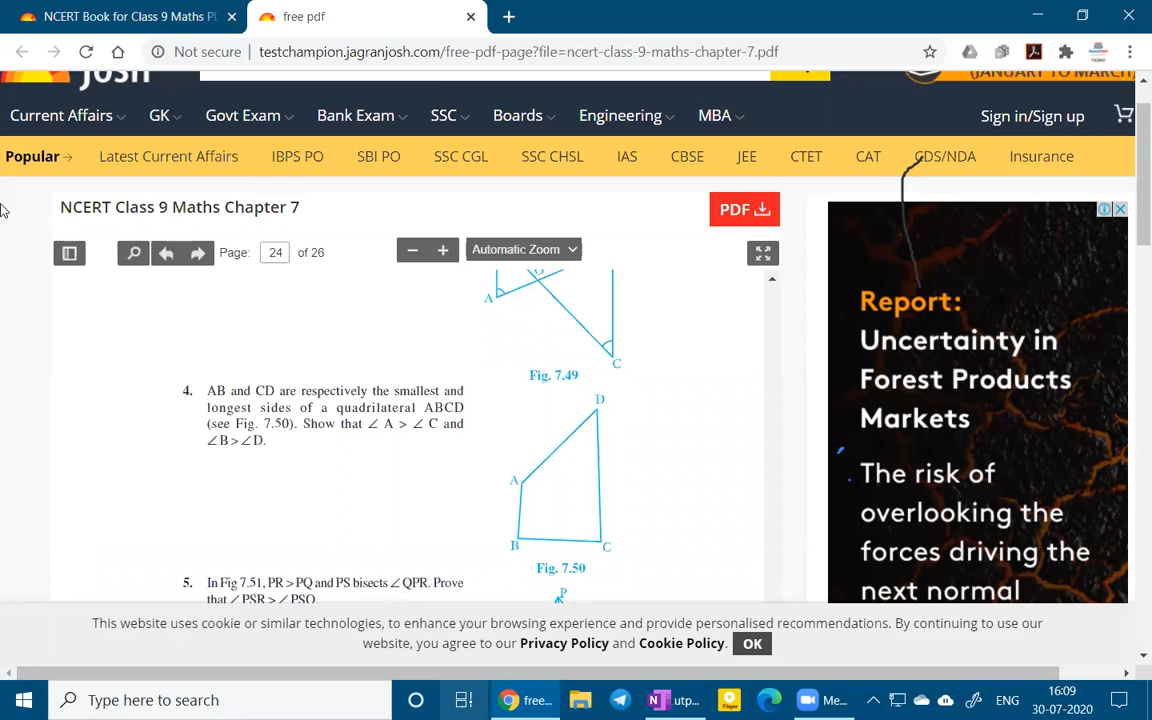 NCERT Book for Class 9 Maths PD
free pdf
Not secure
testchampion.jagranjosh.com/free-pdf-page?file=ncert-class-9-maths-chapter-7.pdf
Josh
(JANUARY TO MARCH)
Current Affairs GK Govt Exam Bank Exam SSC Boards Engineering MBA Sign in/Sign up
Popular Latest Current Affairs IBPS PO SBI PO SSC CGL SSC CHSL IAS CBSE JEE CTET CAT CDS/NDA Insurance
NCERT Class 9 Maths Chapter 7
PDF
Page: 24 of 26
Automatic Zoom
O
A
C
Fig. 7.49
4. AB and CD are respectively the smallest and
longest sides of a quadrilateral ABCD
(see Fig. 7.50). Show that ∠ A > ∠ C and
∠B>∠D.
D
A
B
C
Fig. 7.50
5. In Fig 7.51, PR > PQ and PS bisects ∠ QPR. Prove
that ∠ PSR > ∠ PSQ.
P
Report:
Uncertainty in
Forest Products
Markets
The risk of
overlooking the
forces driving the
next normal
This website uses cookie or similar technologies, to enhance your browsing experience and provide personalised recommendations. By continuing to use our
website, you agree to our Privacy Policy and Cookie Policy. OK
Type here to search
free...
utp...
Player
Me...
ENG
16:09
30-07-2020